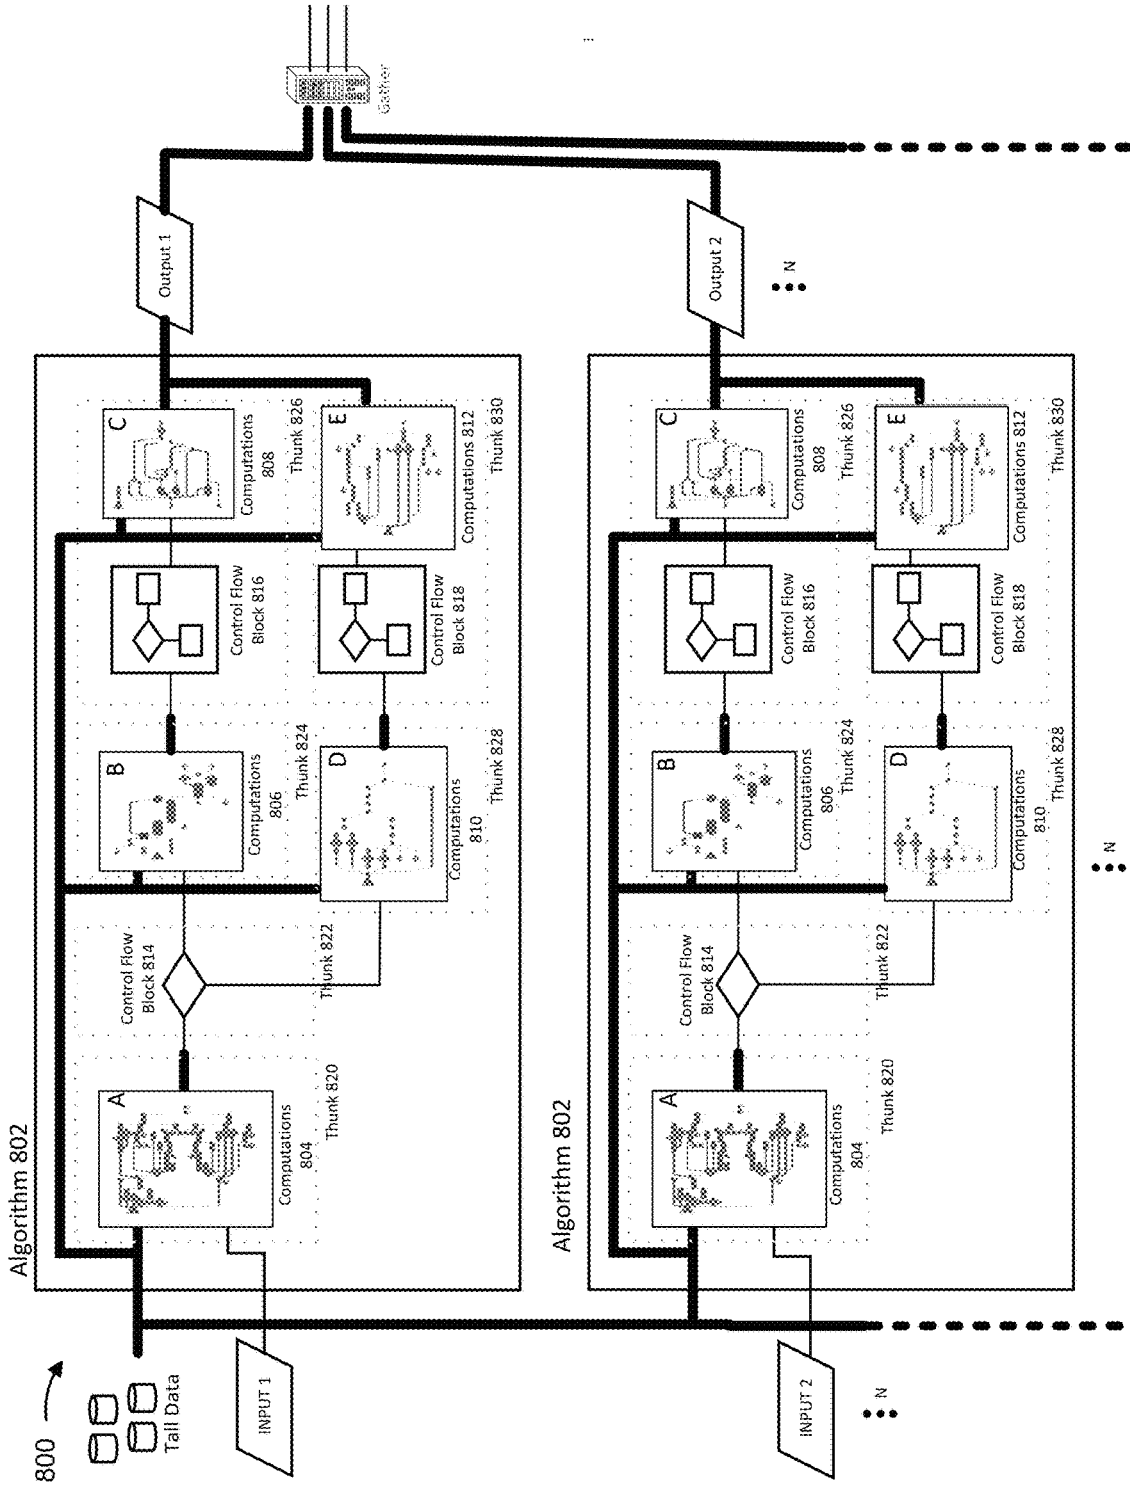 800
Tall Data
INPUT 1
INPUT 2
N
Algorithm 802
A
Computations
804
Thunk 820
Control Flow
Block 814
Thunk 822
B
Computations
806
Thunk 824
D
Computations
810
Thunk 828
Control Flow
Block 816
C
Computations
808
Thunk 826
Control Flow
Block 818
E
Computations 812
Thunk 830
Output 1
Algorithm 802
A
Computations
804
Thunk 820
Control Flow
Block 814
Thunk 822
B
Computations
806
Thunk 824
D
Computations
810
Thunk 828
Control Flow
Block 816
C
Computations
808
Thunk 826
Control Flow
Block 818
E
Computations 812
Thunk 830
N
Output 2
N
Gather
...